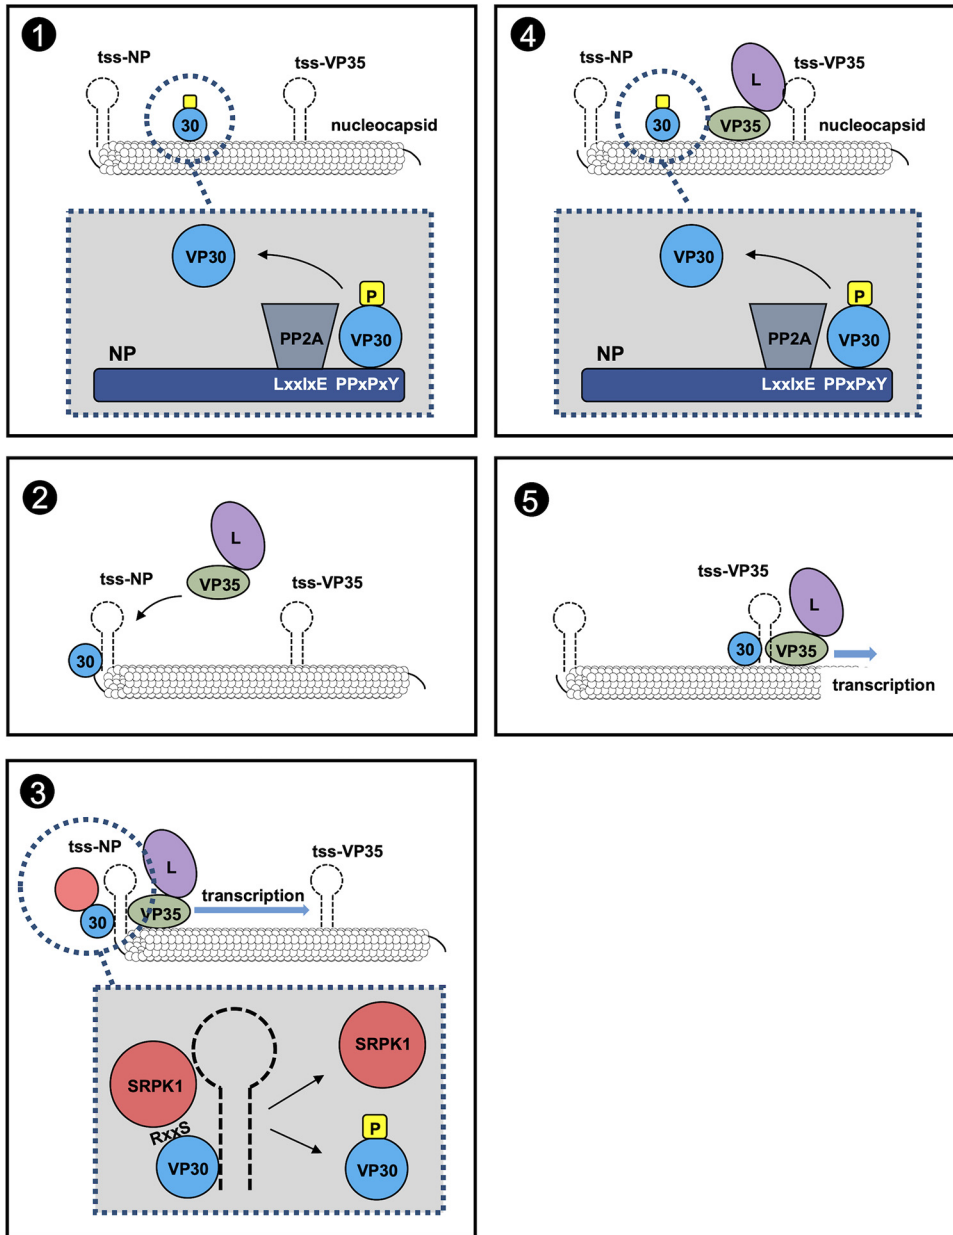 1
tss-NP
tss-VP35
30
nucleocapsid
VP30
P
PP2A
VP30
NP
LxxIxE PPxPxY
4
tss-NP
L
tss-VP35
30
VP35
nucleocapsid
VP30
P
PP2A
VP30
NP
LxxIxE PPxPxY
2
L
tss-NP
VP35
tss-VP35
30
5
tss-VP35
L
30
VP35
transcription
3
tss-NP
L
tss-VP35
transcription
30
VP35
SRPK1
SRPK1
RxxS
P
VP30
VP30